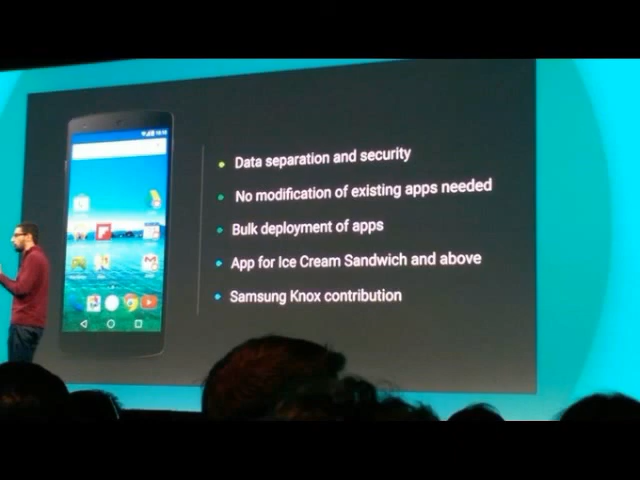 Data separation and security
No modification of existing apps needed
Bulk deployment of apps
App for Ice Cream Sandwich and above
Samsung Knox contribution